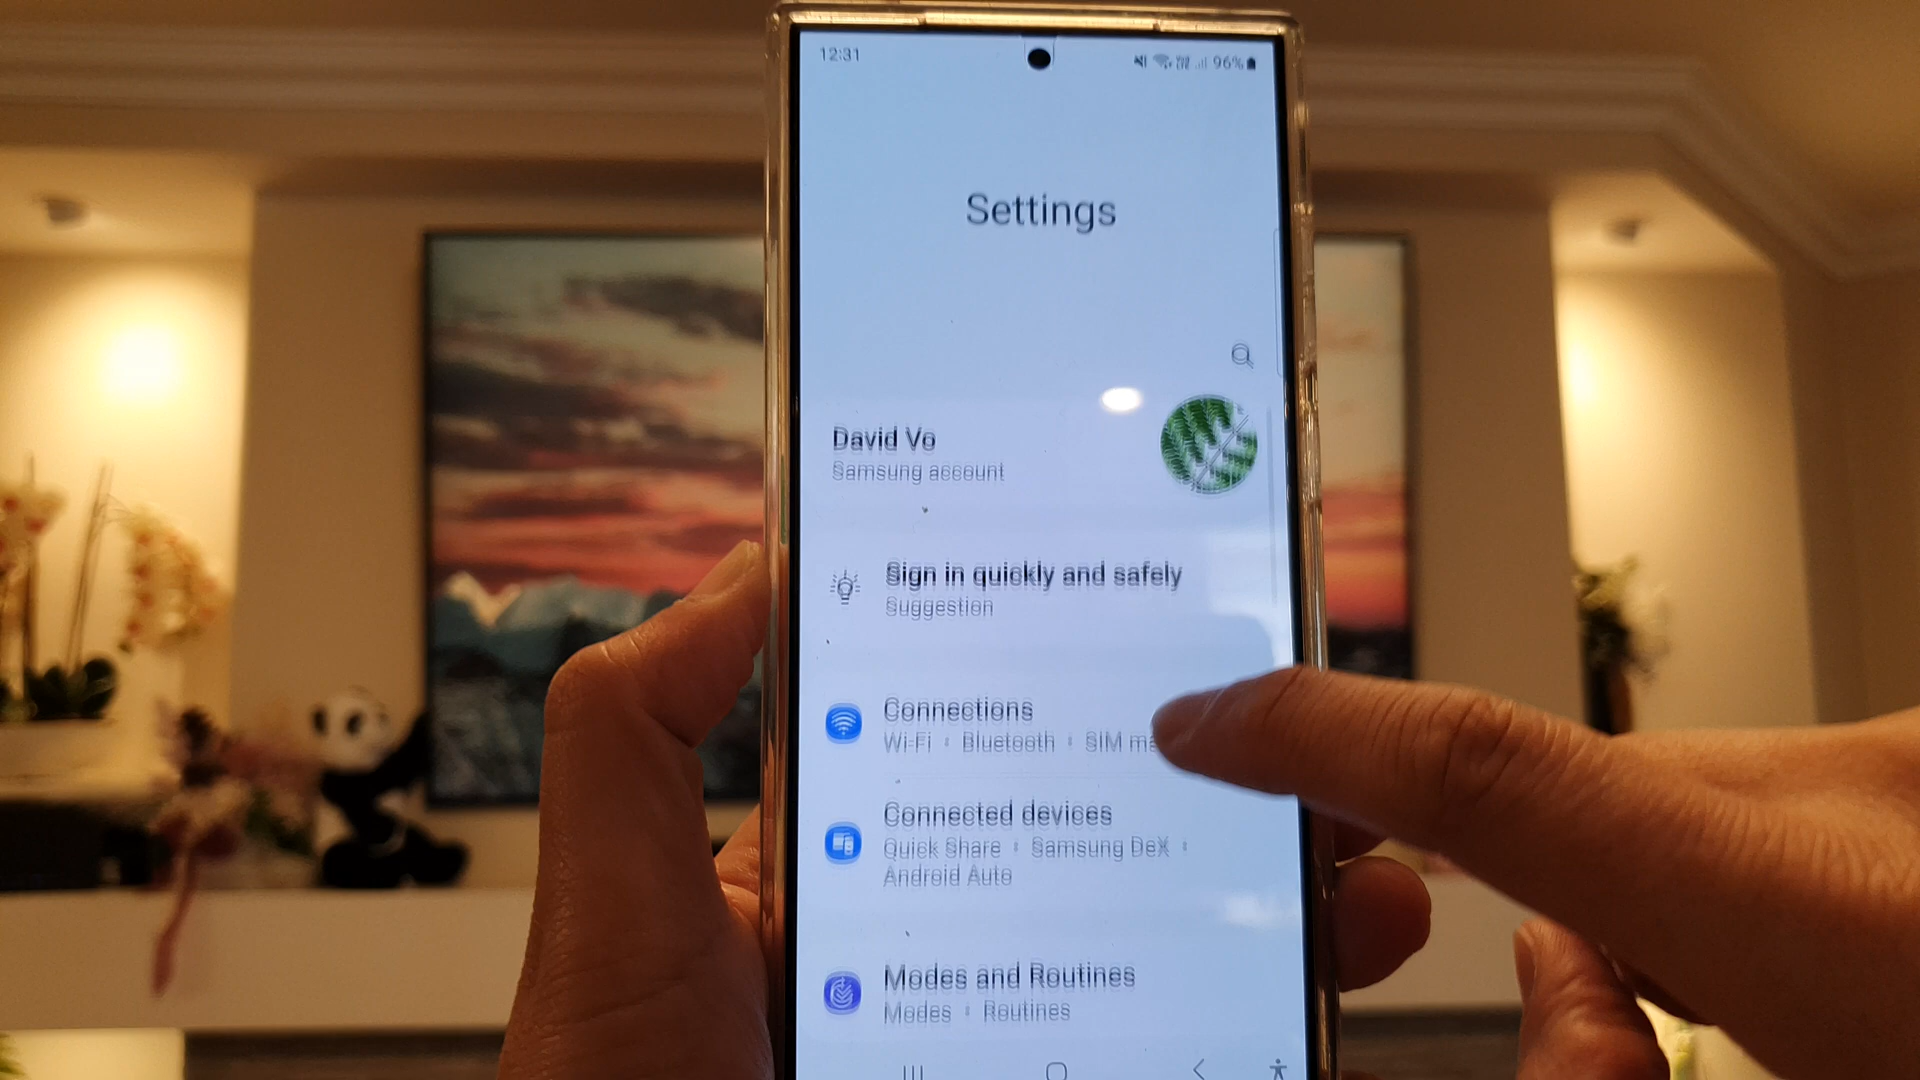 12:31
96%
Settings
David Vo
Samsung account
Sign in quickly and safely
Suggestion
Connections
Wi-Fi • Bluetooth • SIM
Connected devices
Quick Share • Samsung DeX •
Android Auto
Modes and Routines
Modes • Routines